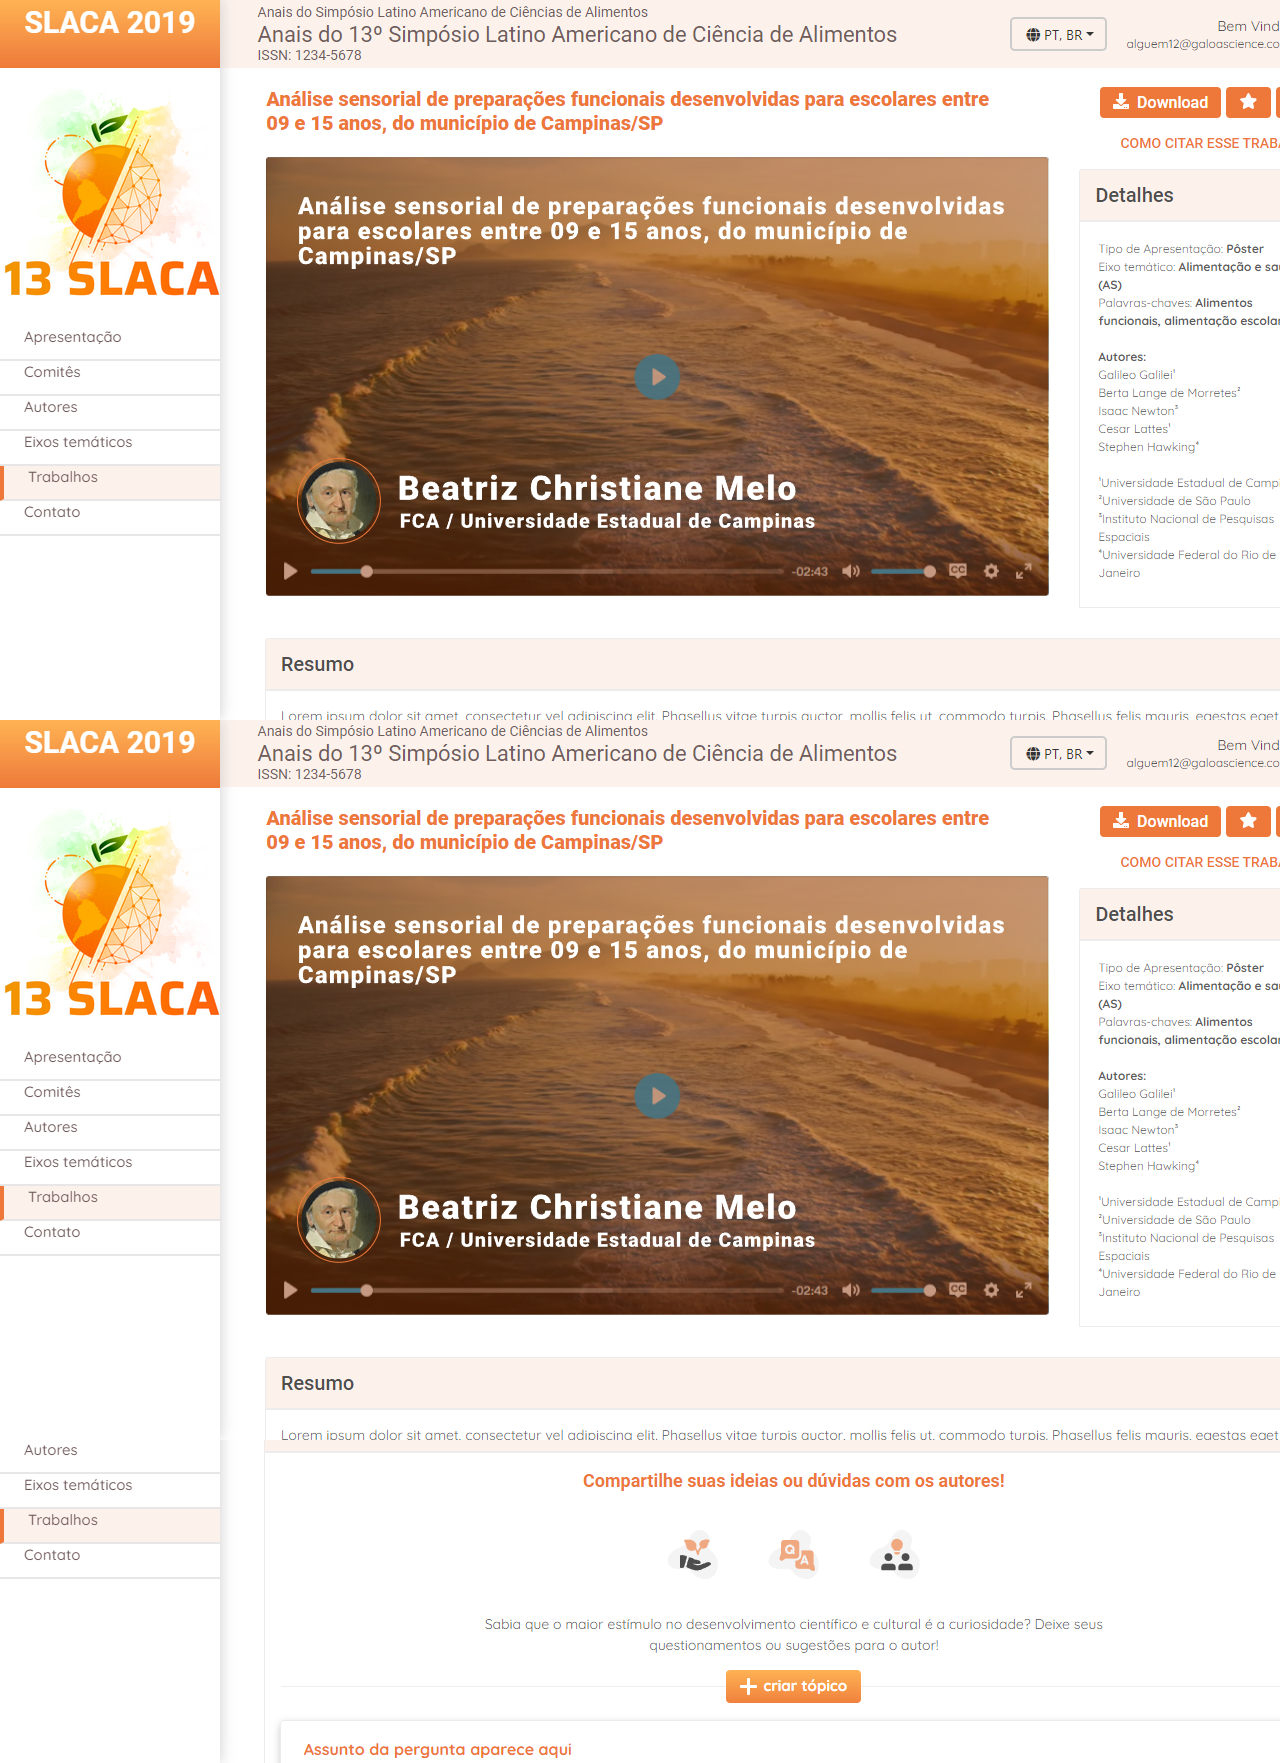 SLACA 2019
Anais do Simpósio Latino Americano de Ciências de Alimentos
Anais do 13º Simpósio Latino Americano de Ciência de Alimentos
ISSN: 1234-5678
PT, BR
Bem Vind
alguem12@galoascience.co
13 SLACA
Apresentação
Comitês
Autores
Eixos temáticos
Trabalhos
Contato
Análise sensorial de preparações funcionais desenvolvidas para escolares entre
09 e 15 anos, do município de Campinas/SP
Download
COMO CITAR ESSE TRABA
Análise sensorial de preparações funcionais desenvolvidas
para escolares entre 09 e 15 anos, do município de
Campinas/SP
Beatriz Christiane Melo
FCA / Universidade Estadual de Campinas
-02:43
CC
Detalhes
Tipo de Apresentação: Pôster
Eixo temático: Alimentação e saú
(AS)
Palavras-chaves: Alimentos
funcionais, alimentação escolar
Autores:
Galileo Galilei¹
Berta Lange de Morretes²
Isaac Newton³
Cesar Lattes¹
Stephen Hawking⁴
¹Universidade Estadual de Campi
²Universidade de São Paulo
³Instituto Nacional de Pesquisas
Espaciais
⁴Universidade Federal do Rio de
Janeiro
Resumo
Lorem ipsum dolor sit amet, consectetur vel adipiscing elit. Phasellus vitae turpis auctor, mollis felis ut, commodo turpis. Phasellus felis mauris, egestas eget
SLACA 2019
Anais do Simpósio Latino Americano de Ciências de Alimentos
Anais do 13º Simpósio Latino Americano de Ciência de Alimentos
ISSN: 1234-5678
PT, BR
Bem Vind
alguem12@galoascience.co
13 SLACA
Apresentação
Comitês
Autores
Eixos temáticos
Trabalhos
Contato
Análise sensorial de preparações funcionais desenvolvidas para escolares entre
09 e 15 anos, do município de Campinas/SP
Download
COMO CITAR ESSE TRABA
Análise sensorial de preparações funcionais desenvolvidas
para escolares entre 09 e 15 anos, do município de
Campinas/SP
Beatriz Christiane Melo
FCA / Universidade Estadual de Campinas
-02:43
CC
Detalhes
Tipo de Apresentação: Pôster
Eixo temático: Alimentação e saú
(AS)
Palavras-chaves: Alimentos
funcionais, alimentação escolar
Autores:
Galileo Galilei¹
Berta Lange de Morretes²
Isaac Newton³
Cesar Lattes¹
Stephen Hawking⁴
¹Universidade Estadual de Campi
²Universidade de São Paulo
³Instituto Nacional de Pesquisas
Espaciais
⁴Universidade Federal do Rio de
Janeiro
Resumo
Lorem ipsum dolor sit amet, consectetur vel adipiscing elit. Phasellus vitae turpis auctor, mollis felis ut, commodo turpis. Phasellus felis mauris, egestas eget
Autores
Eixos temáticos
Trabalhos
Contato
Compartilhe suas ideias ou dúvidas com os autores!
Q A
Sabia que o maior estímulo no desenvolvimento científico e cultural é a curiosidade? Deixe seus
questionamentos ou sugestões para o autor!
+ criar tópico
Assunto da pergunta aparece aqui